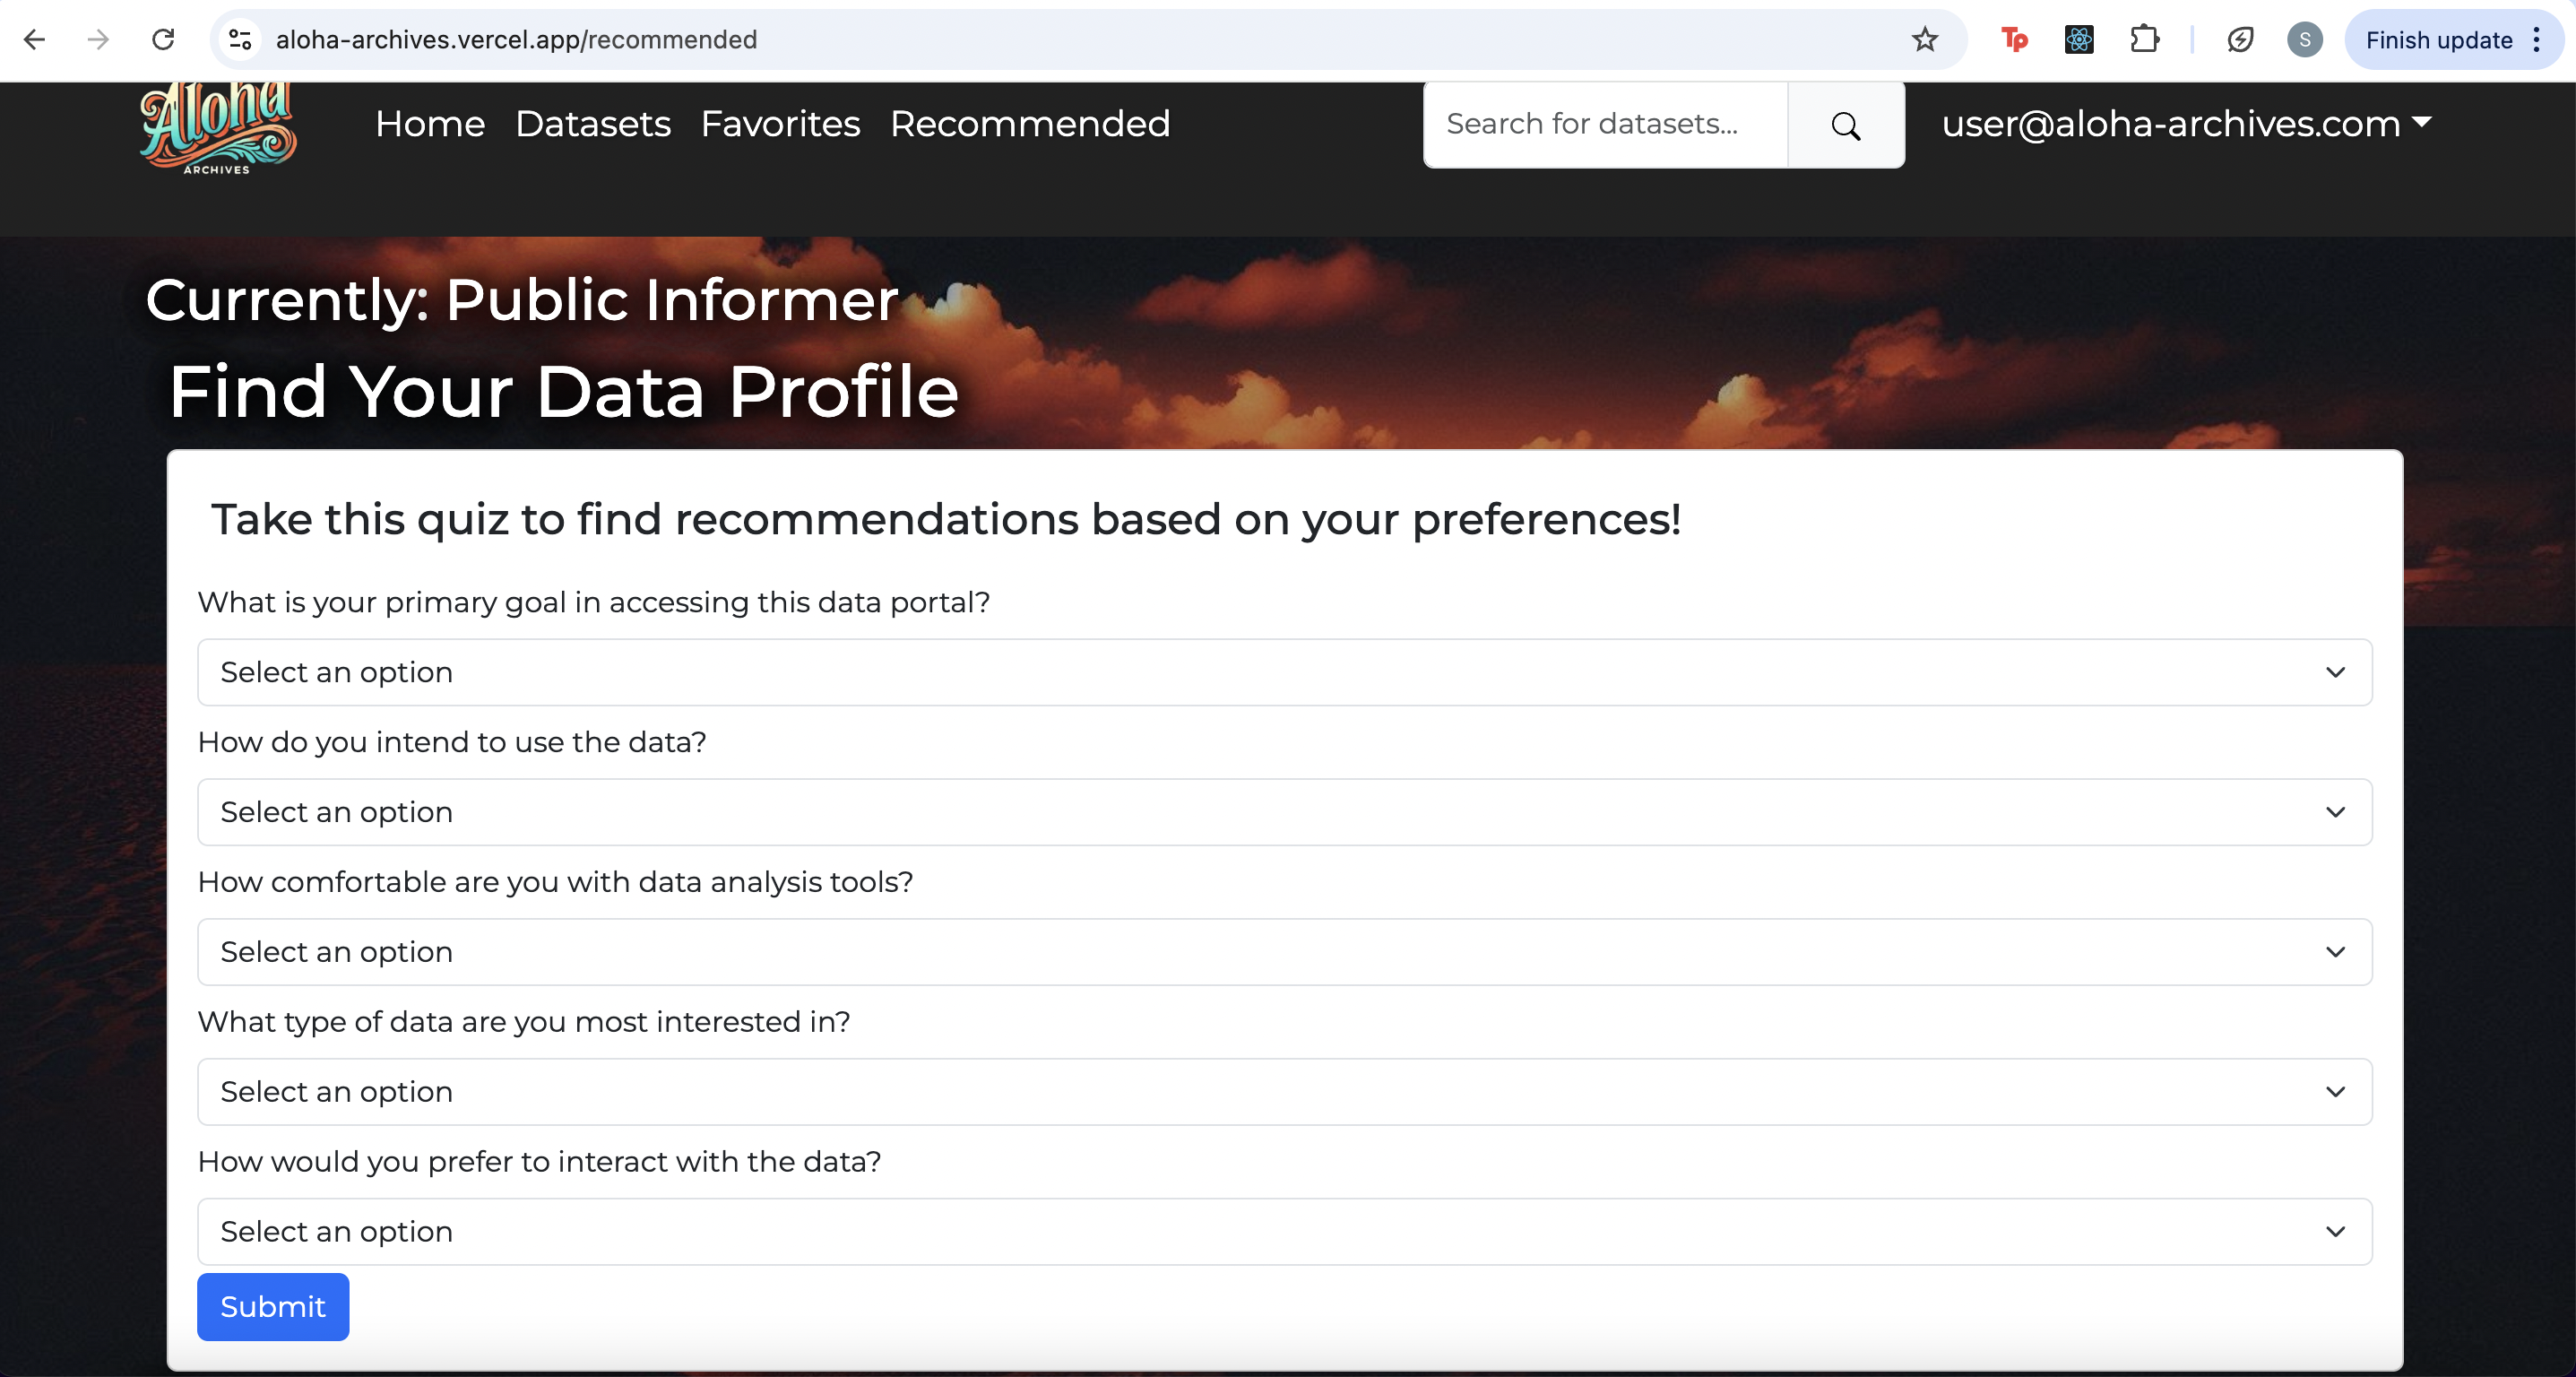 aloha-archives.vercel.app/recommended
Tp
S
Finish update
Aloha
ARCHIVES
Home
Datasets
Favorites
Recommended
Search for datasets...
user@aloha-archives.com
Currently: Public Informer
Find Your Data Profile
Take this quiz to find recommendations based on your preferences!
What is your primary goal in accessing this data portal?
Select an option
How do you intend to use the data?
Select an option
How comfortable are you with data analysis tools?
Select an option
What type of data are you most interested in?
Select an option
How would you prefer to interact with the data?
Select an option
Submit